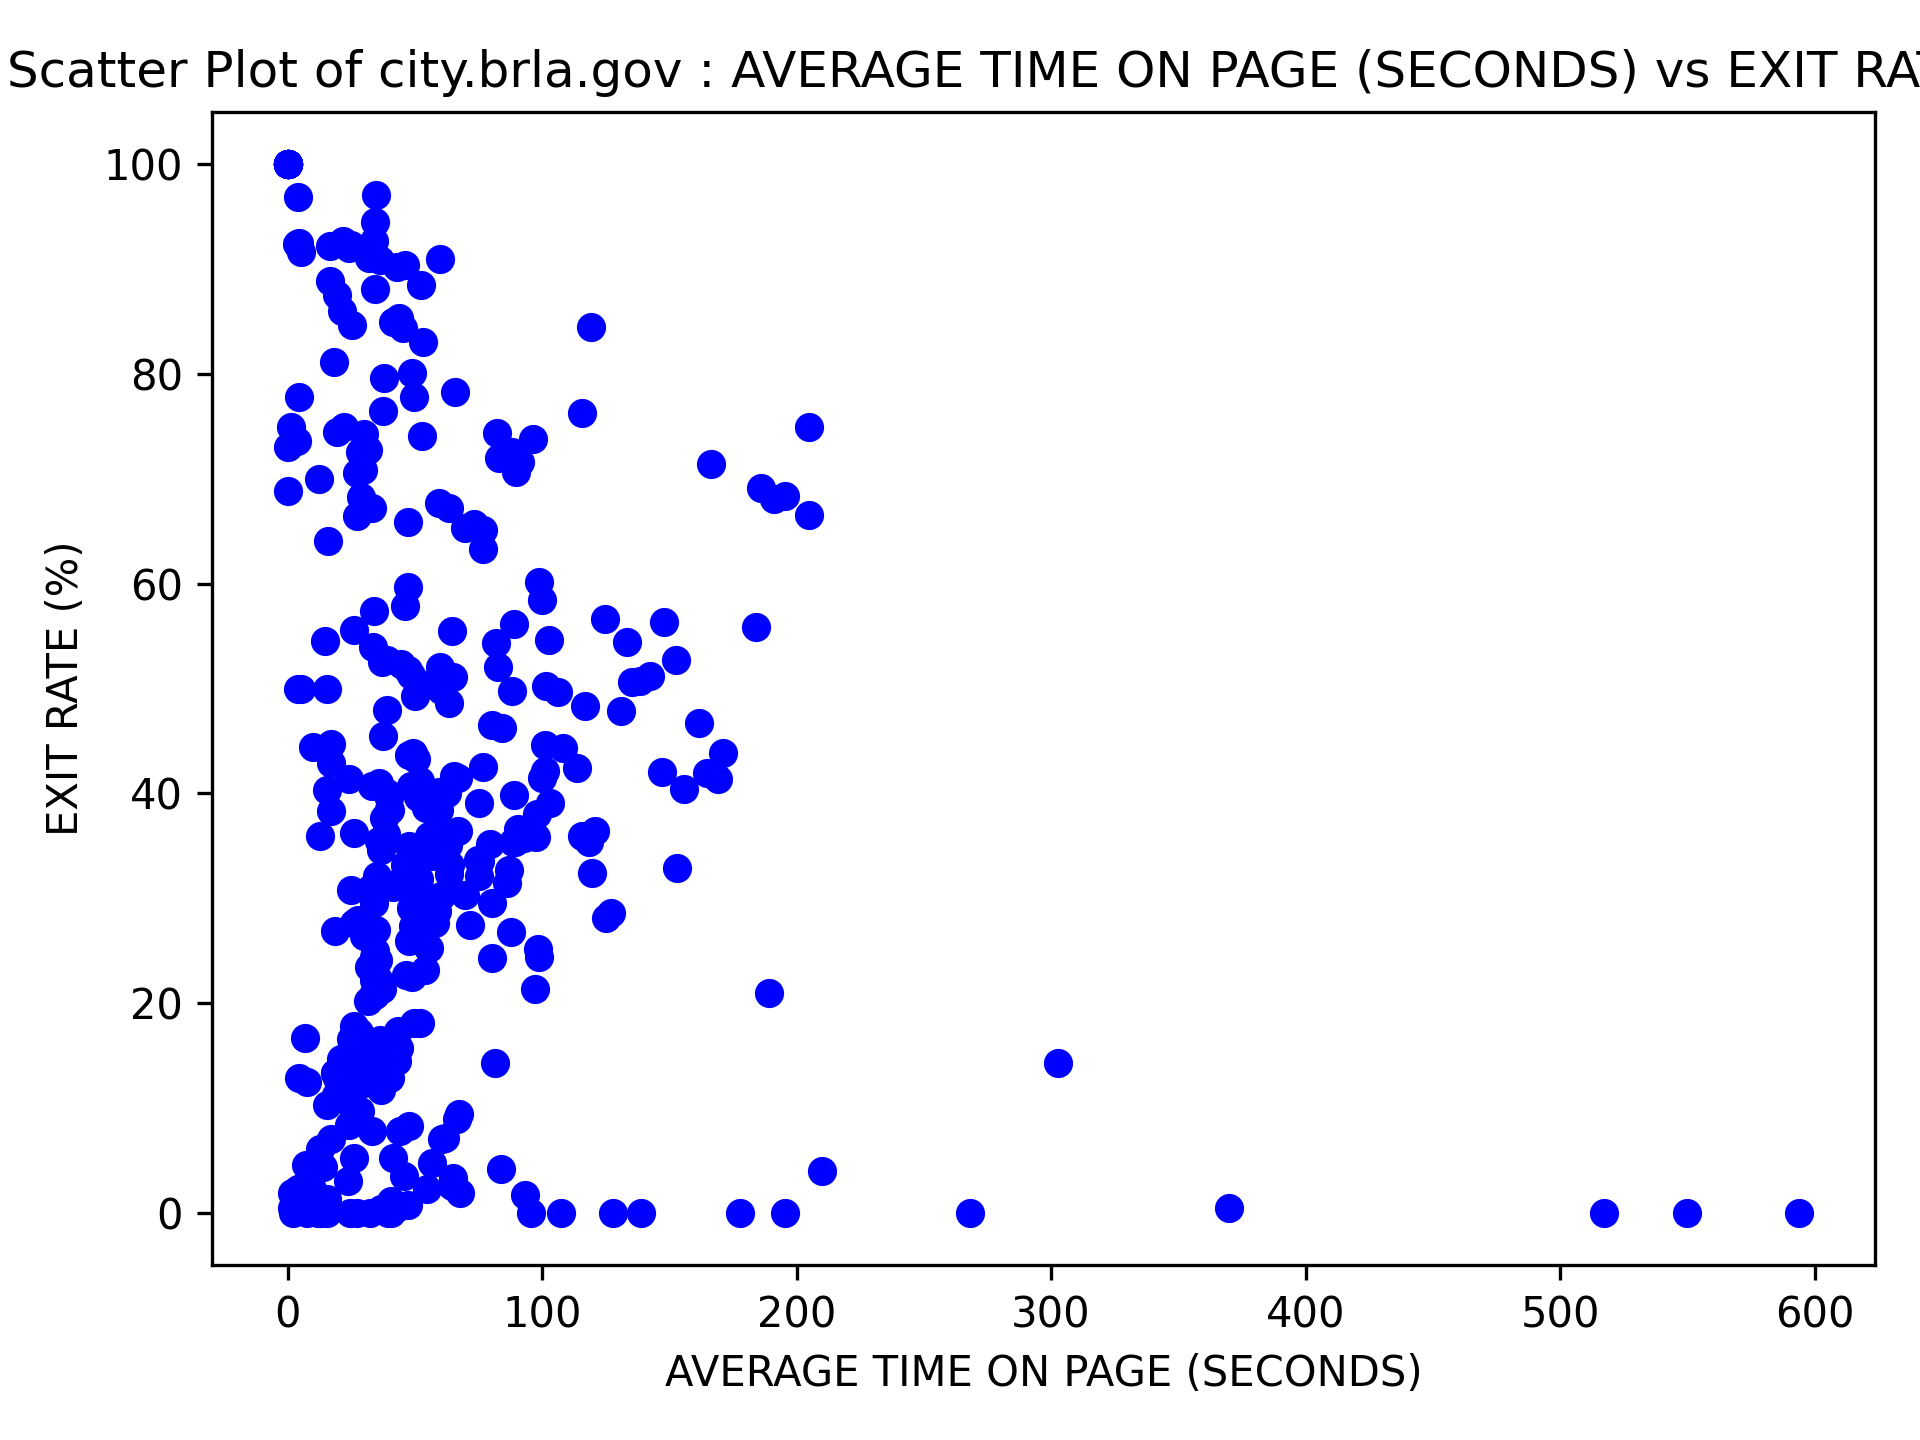 Scatter Plot of city.brla.gov : AVERAGE TIME ON PAGE (SECONDS) vs EXIT RA
100
80
60
40
20
0
EXIT RATE (%)
0 100 200 300 400 500 600
AVERAGE TIME ON PAGE (SECONDS)